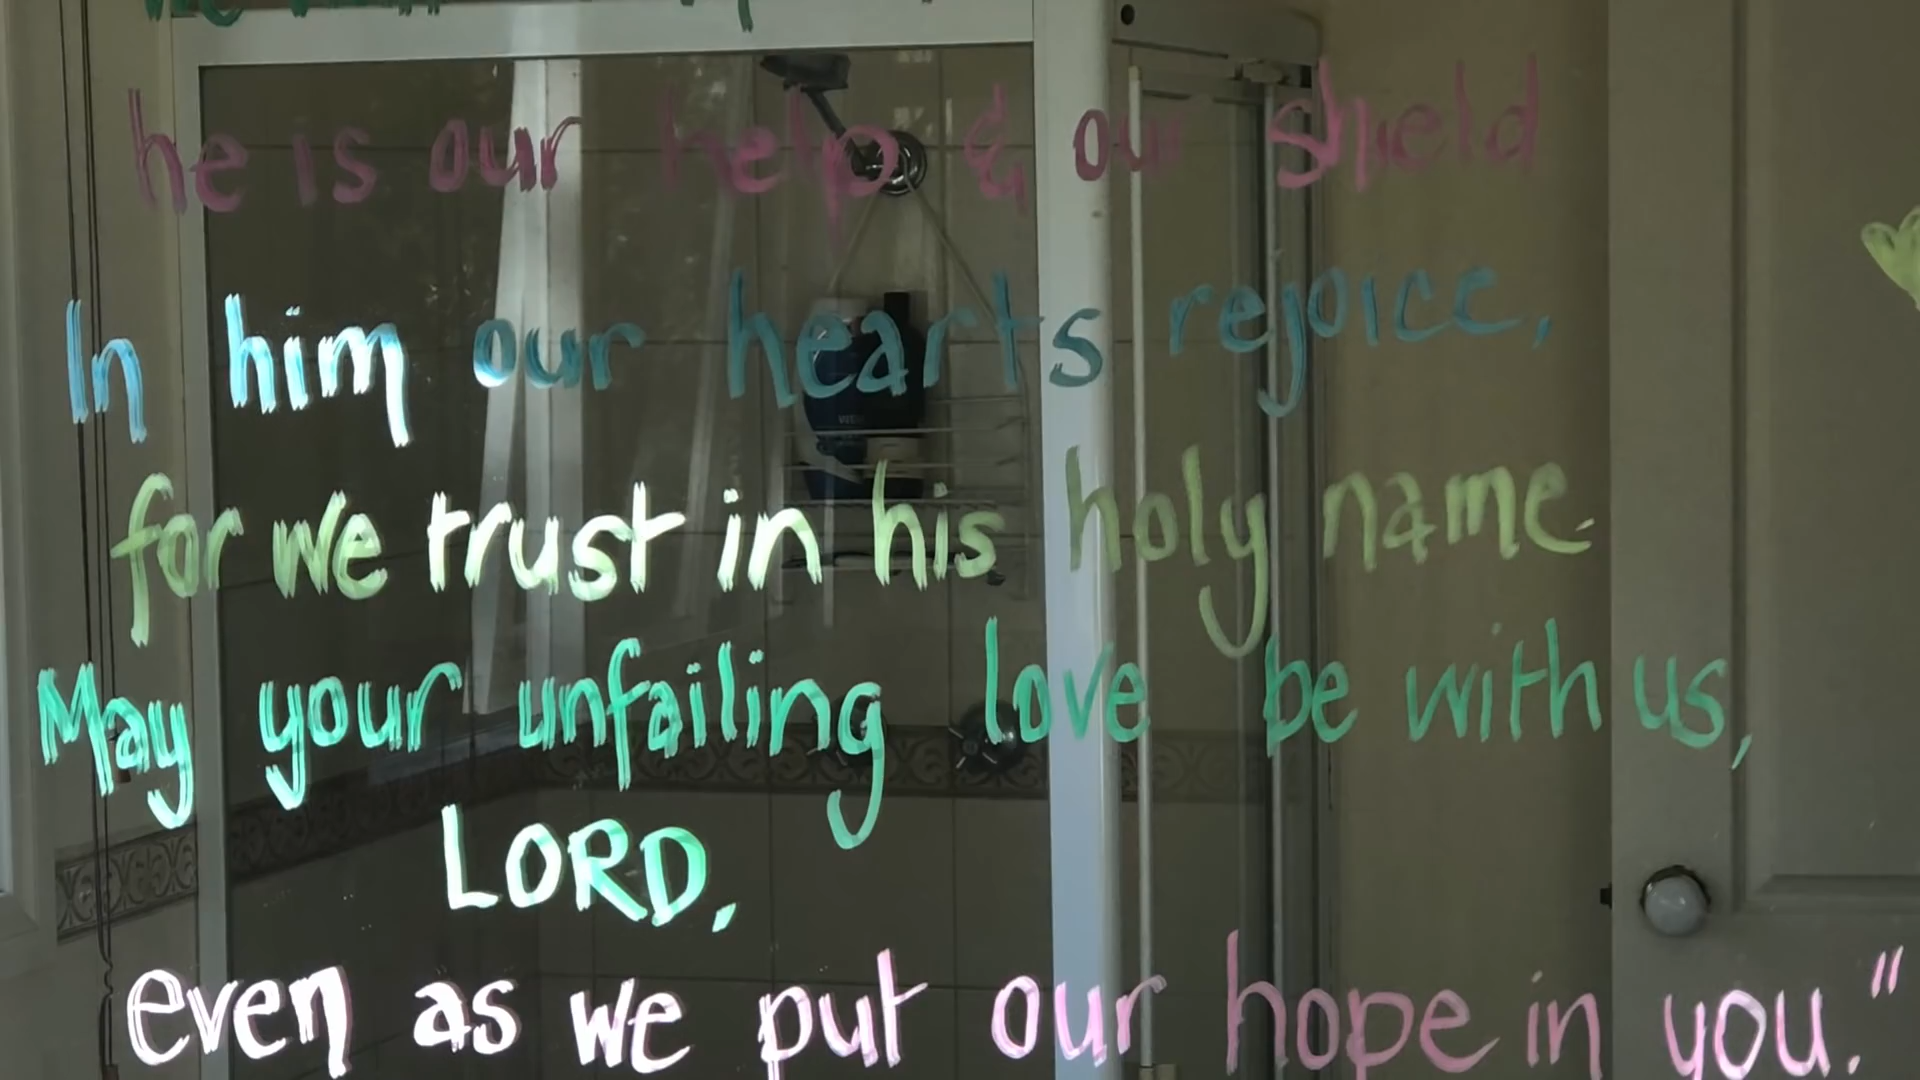 he is our help & our shield
In him our hearts rejoice,
for we trust in his holy name.
May your unfailing love be with us,
LORD,
even as we put our hope in you."